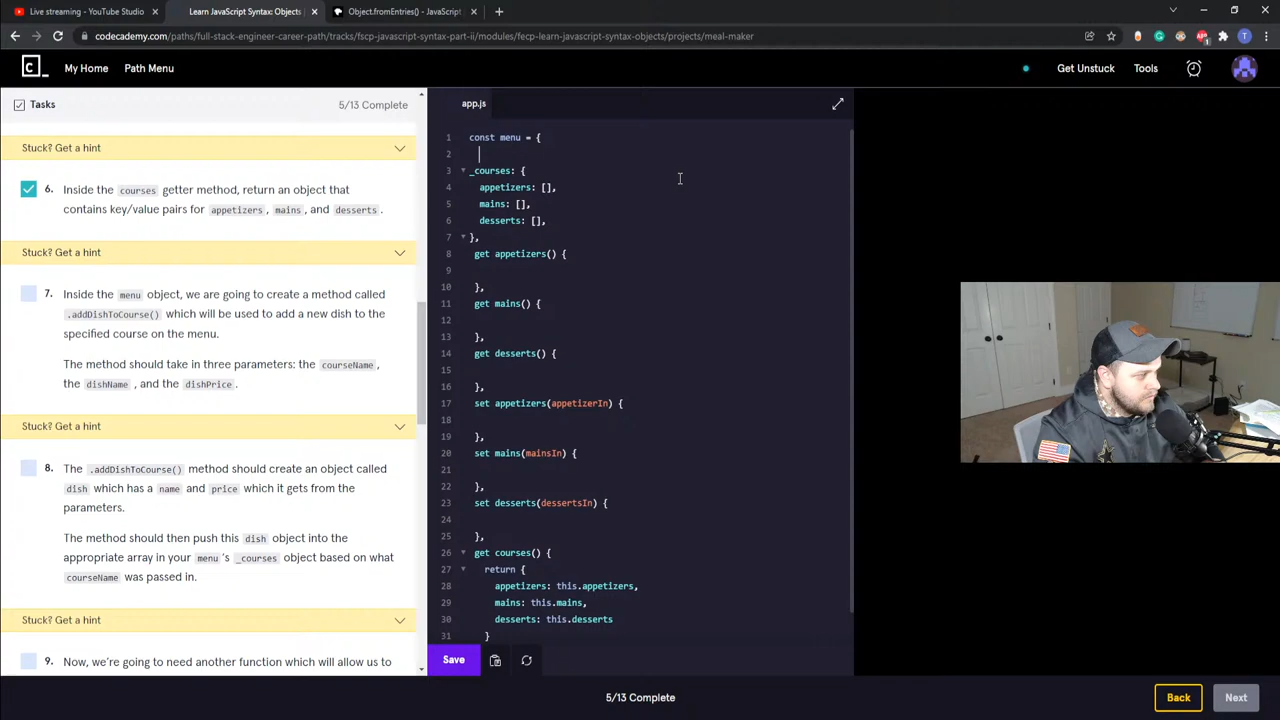 Live streaming - YouTube Studio
Learn JavaScript Syntax: Objects
Object.fromEntries() - JavaScript
codecademy.com/paths/full-stack-engineer-career-path/tracks/fscp-javascript-syntax-part-ii/modules/fecp-learn-javascript-syntax-objects/projects/meal-maker
My Home
Path Menu
Get Unstuck
Tools
Tasks
5/13 Complete
Stuck? Get a hint
6. Inside the courses getter method, return an object that
contains key/value pairs for appetizers, mains, and desserts.
Stuck? Get a hint
7. Inside the menu object, we are going to create a method called
.addDishToCourse() which will be used to add a new dish to the
specified course on the menu.
The method should take in three parameters: the courseName,
the dishName, and the dishPrice.
Stuck? Get a hint
8. The .addDishToCourse() method should create an object called
dish which has a name and price which it gets from the
parameters.
The method should then push this dish object into the
appropriate array in your menu's _courses object based on what
courseName was passed in.
Stuck? Get a hint
9. Now, we're going to need another function which will allow us to
app.js
1 const menu = {
2
3 _courses: {
4 appetizers: [],
5 mains: [],
6 desserts: [],
7 },
8 get appetizers() {
9
10 },
11 get mains() {
12
13 },
14 get desserts() {
15
16 },
17 set appetizers(appetizerIn) {
18
19 },
20 set mains(mainsIn) {
21
22 },
23 set desserts(dessertsIn) {
24
25 },
26 get courses() {
27 return {
28 appetizers: this.appetizers,
29 mains: this.mains,
30 desserts: this.desserts
31 }
Save
5/13 Complete
Back
Next